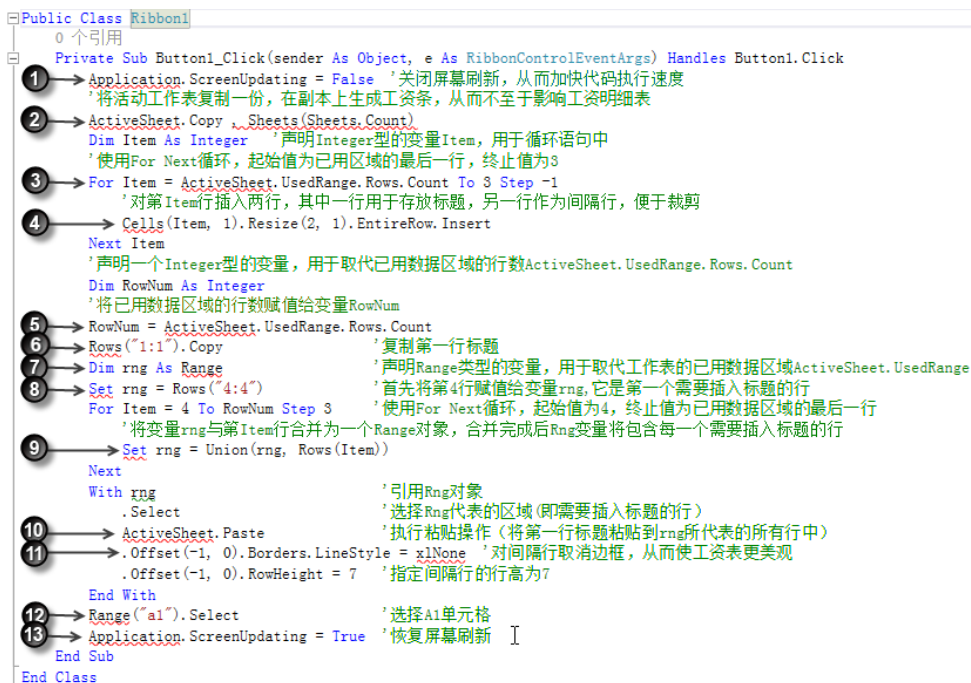 Public Class Ribbon1
0 个引用
Private Sub Button1_Click(sender As Object, e As RibbonControlEventArgs) Handles Button1.Click
1 Application.ScreenUpdating = False '关闭屏幕刷新，从而加快代码执行速度
'将活动工作表复制一份，在副本上生成工资条，从而不至于影响工资明细表
2 ActiveSheet.Copy , Sheets(Sheets.Count)
Dim Item As Integer '声明Integer型的变量Item，用于循环语句中
'使用For Next循环，起始值为已用区域的最后一行，终止值为3
3 For Item = ActiveSheet.UsedRange.Rows.Count To 3 Step -1
'对第Item行插入两行，其中一行用于存放标题，另一行作为间隔行，便于裁剪
4 Cells(Item, 1).Resize(2, 1).EntireRow.Insert
Next Item
'声明一个Integer型的变量，用于取代已用数据区域的行数ActiveSheet.UsedRange.Rows.Count
Dim RowNum As Integer
'将已用数据区域的行数赋值给变量RowNum
5 RowNum = ActiveSheet.UsedRange.Rows.Count
6 Rows("1:1").Copy '复制第一行标题
7 Dim rng As Range '声明Range类型的变量，用于取代工作表的已用数据区域ActiveSheet.UsedRange
8 Set rng = Rows("4:4") '首先将第4行赋值给变量rng,它是第一个需要插入标题的行
For Item = 4 To RowNum Step 3 '使用For Next循环，起始值为4，终止值为已用数据区域的最后一行
'将变量rng与第Item行合并为一个Range对象，合并完成后Rng变量将包含每一个需要插入标题的行
9 Set rng = Union(rng, Rows(Item))
Next
With rng '引用Rng对象
.Select '选择Rng代表的区域(即需要插入标题的行)
10 ActiveSheet.Paste '执行粘贴操作（将第一行标题粘贴到rng所代表的所有行中）
11 .Offset(-1, 0).Borders.LineStyle = xlNone '对间隔行取消边框，从而使工资表更美观
.Offset(-1, 0).RowHeight = 7 '指定间隔行的行高为7
End With
12 Range("a1").Select '选择A1单元格
13 Application.ScreenUpdating = True '恢复屏幕刷新
End Sub
End Class